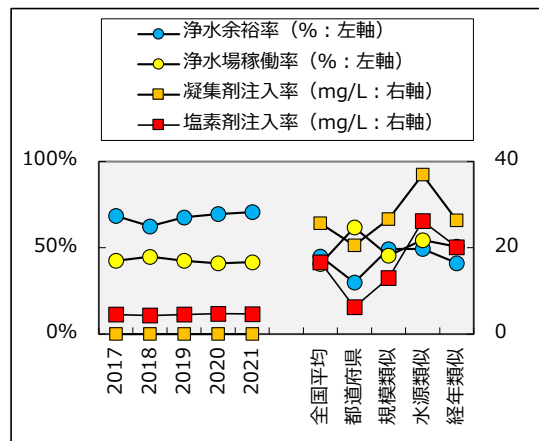 浄水余裕率（%：左軸）
浄水場稼働率（%：左軸）
凝集剤注入率（mg/L：右軸）
塩素剤注入率（mg/L：右軸）
100%
50%
0%
40
20
0
2017
2018
2019
2020
2021
全国平均
都道府県
規模類似
水源類似
経年類似